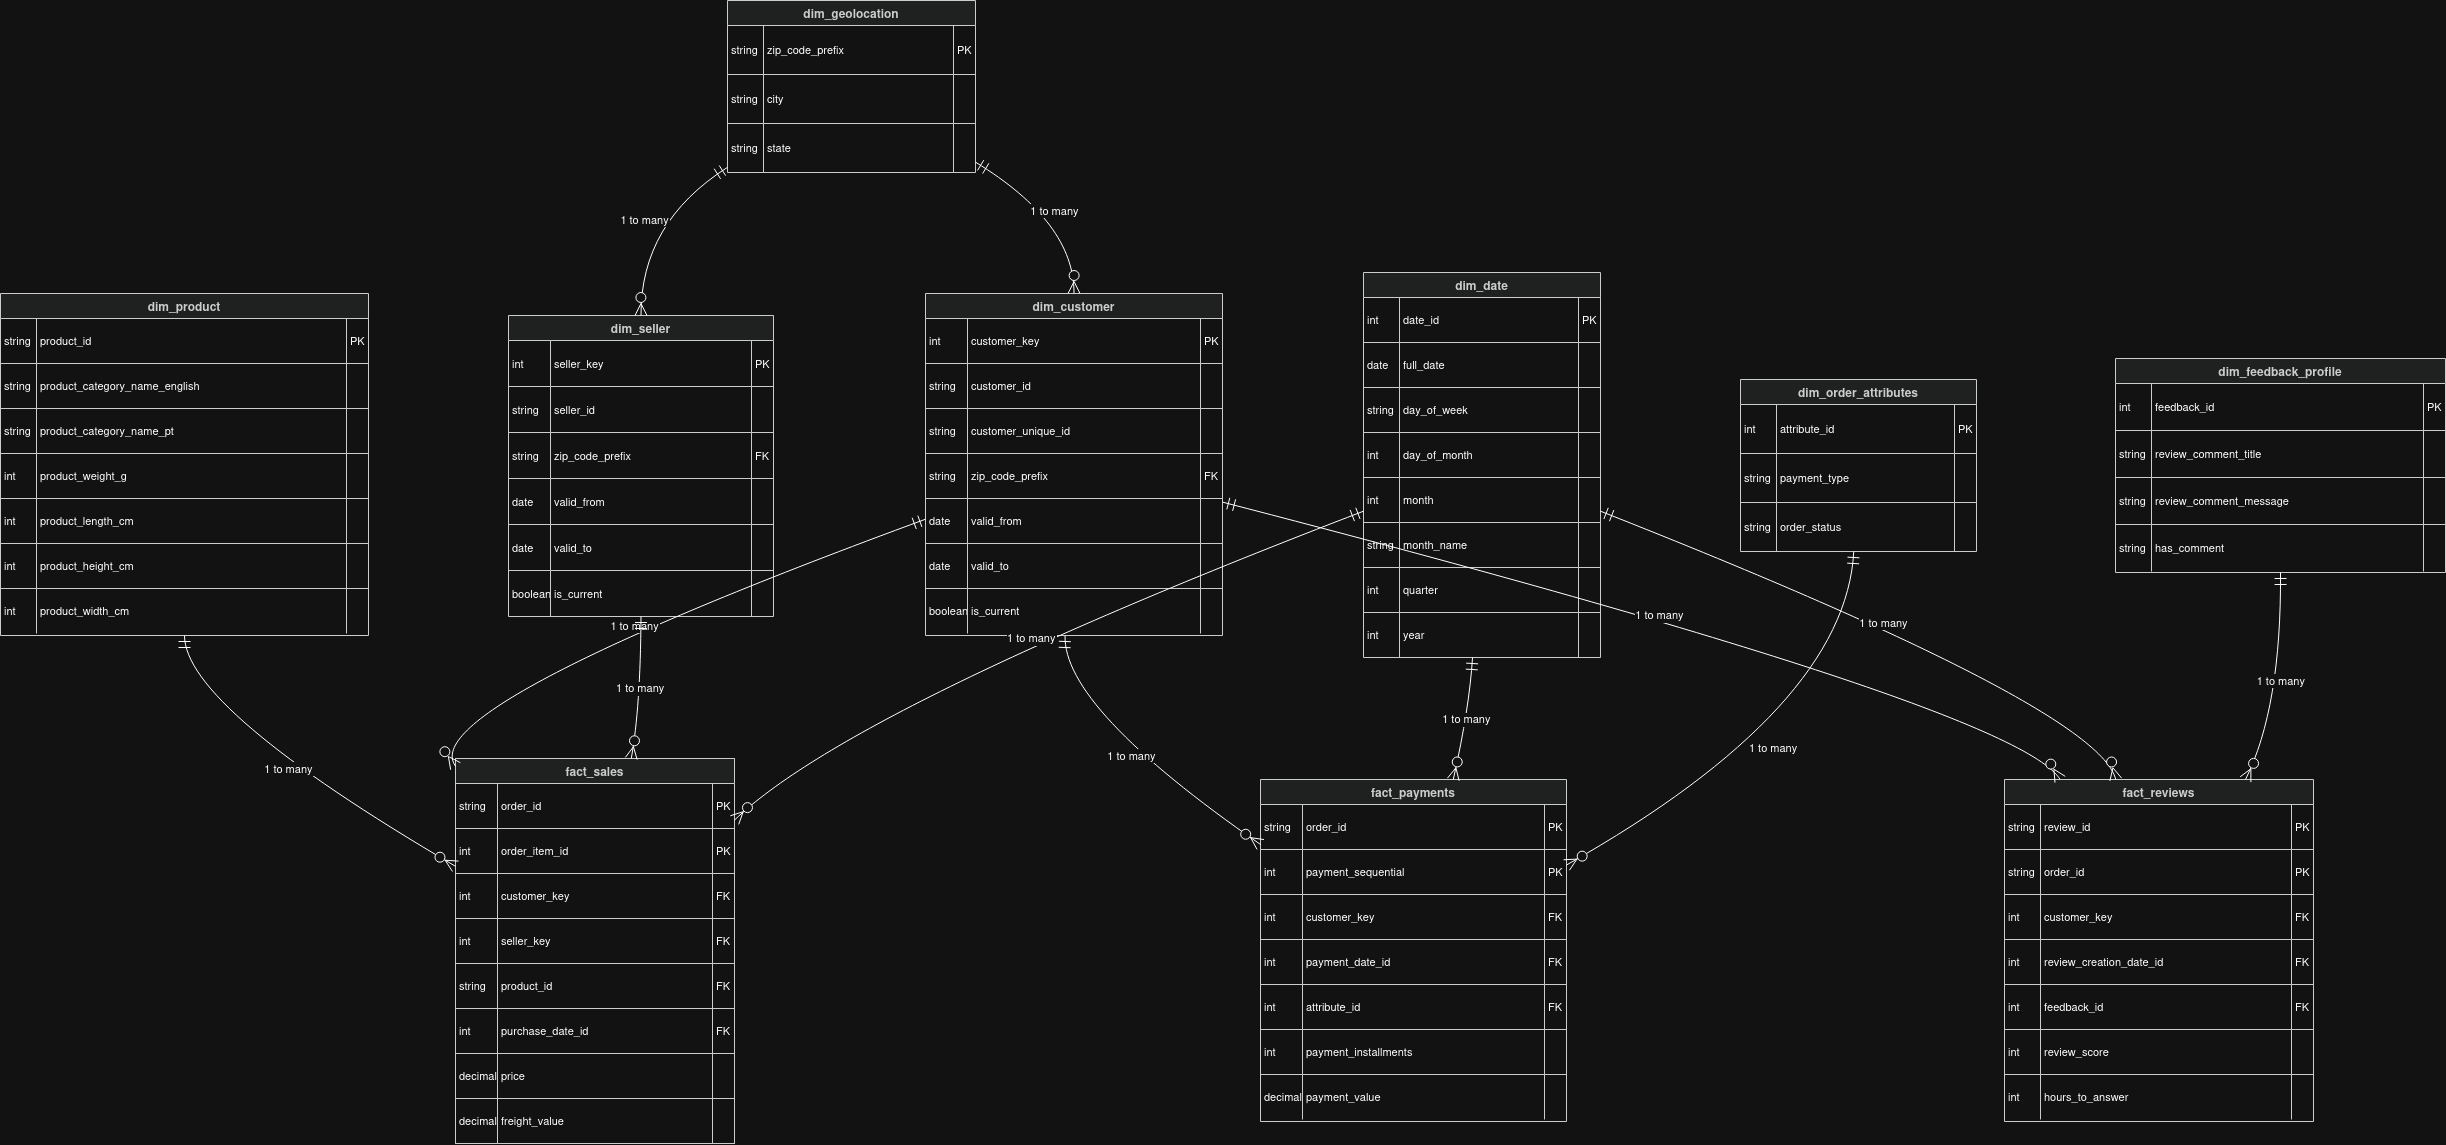 dim_geolocation
string zip_code_prefix PK
string city
string state
1 to many
1 to many
dim_product
string product_id PK
string product_category_name_english
string product_category_name_pt
int product_weight_g
int product_length_cm
int product_height_cm
int product_width_cm
dim_seller
int seller_key PK
string seller_id
string zip_code_prefix FK
date valid_from
date valid_to
boolean is_current
dim_customer
int customer_key PK
string customer_id
string customer_unique_id
string zip_code_prefix FK
date valid_from
date valid_to
boolean is_current
dim_date
int date_id PK
date full_date
string day_of_week
int day_of_month
int month
string month_name
int quarter
int year
dim_order_attributes
int attribute_id PK
string payment_type
string order_status
dim_feedback_profile
int feedback_id PK
string review_comment_title
string review_comment_message
string has_comment
1 to many
1 to many
1 to many
1 to many
1 to many
1 to many
1 to many
1 to many
1 to many
1 to many
fact_sales
string order_id PK
int order_item_id PK
int customer_key FK
int seller_key FK
string product_id FK
int purchase_date_id FK
decimal price
decimal freight_value
fact_payments
string order_id PK
int payment_sequential PK
int customer_key FK
int payment_date_id FK
int attribute_id FK
int payment_installments
decimal payment_value
fact_reviews
string review_id PK
string order_id PK
int customer_key FK
int review_creation_date_id FK
int feedback_id FK
int review_score
int hours_to_answer